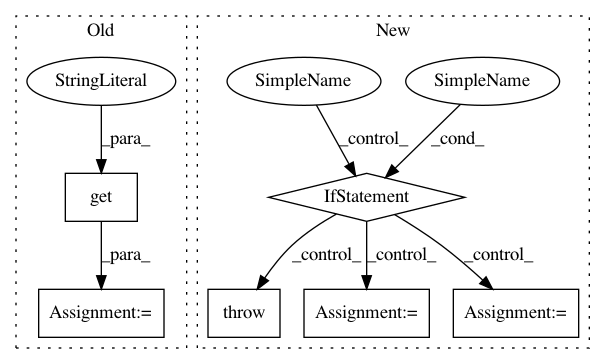 Old
New
StringLiteral
SimpleName
SimpleName
_para_
_control_
_cond_
get
IfStatement
_para_
_control_
_control_
_control_
Assignment:=
throw
Assignment:=
Assignment:=